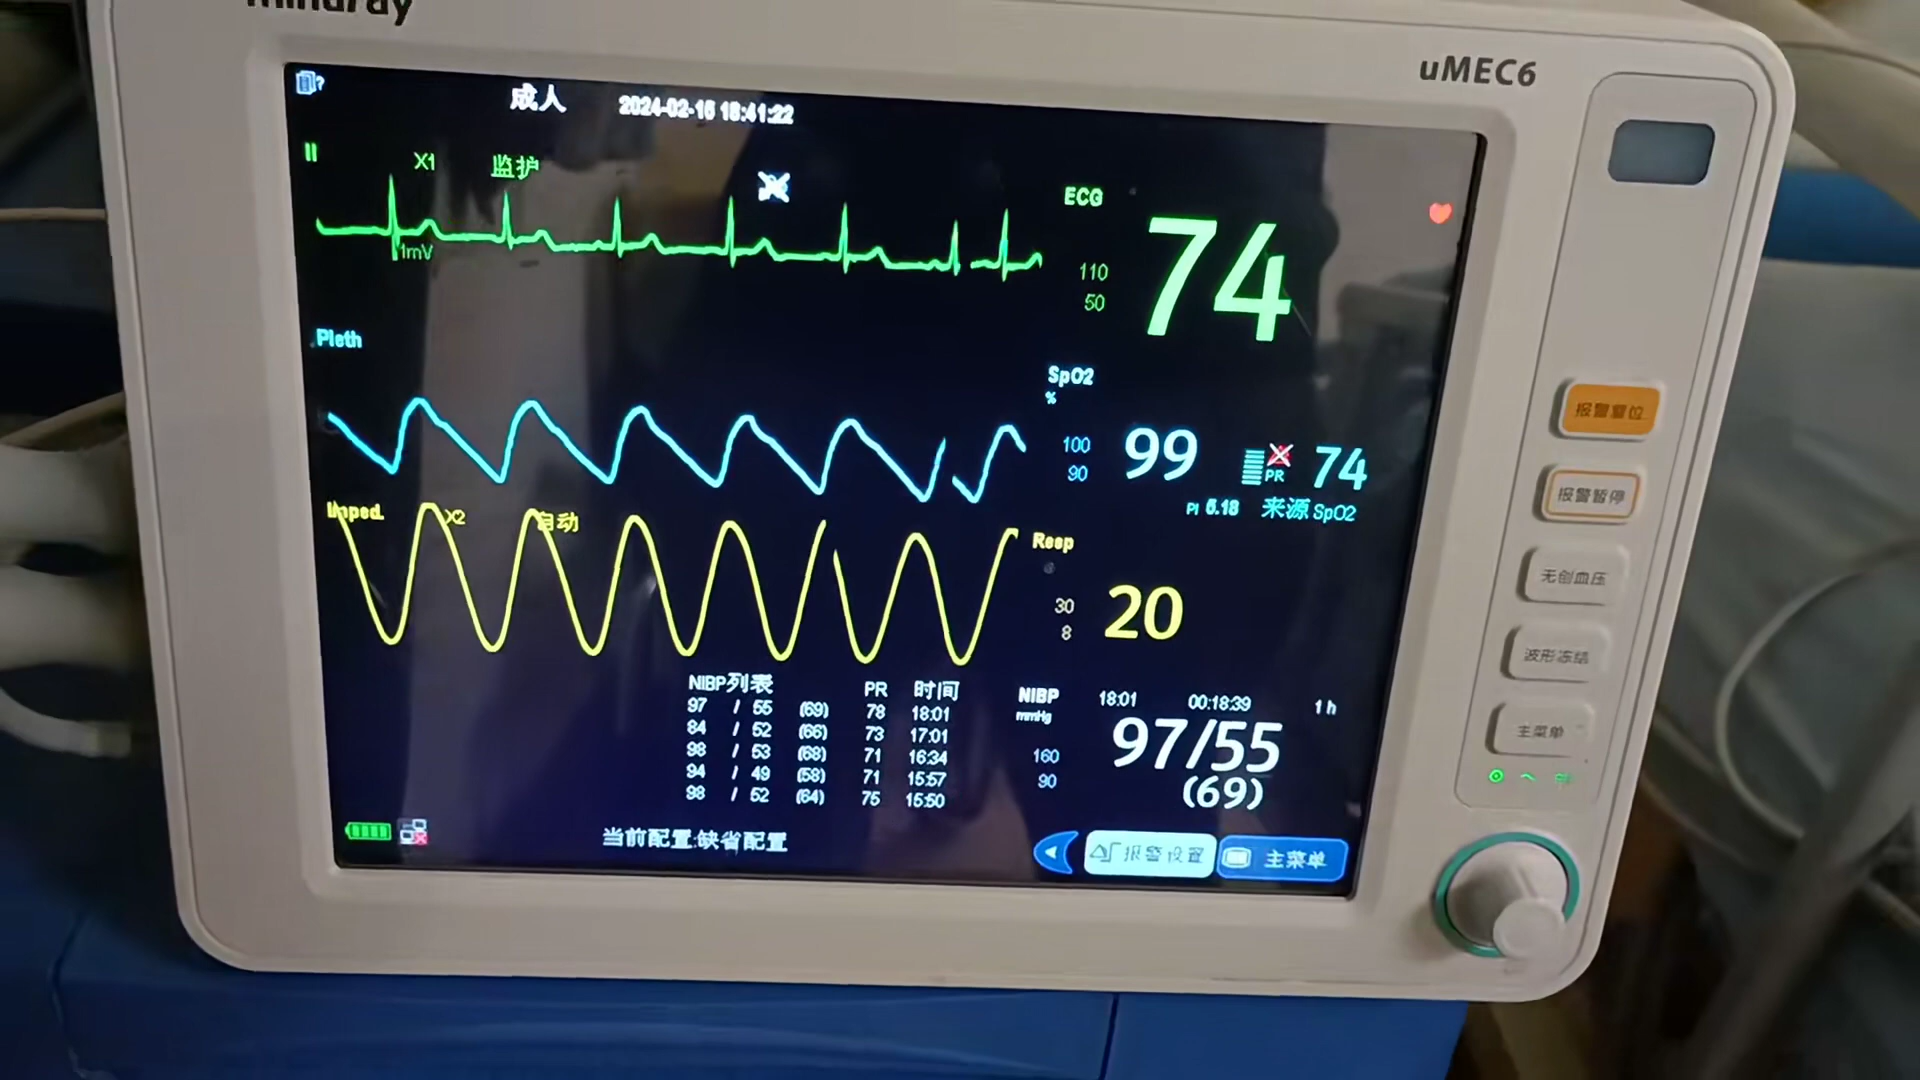 mindray
uMEC6
成人 2024-02-16 18:41:22
X1 监护
1mV
ECG
110
50
74
Pleth
SpO2
%
100
90
99
PR
74
PI 5.18 来源 SpO2
Imped. X2 自动
Resp
30
8
20
NIBP列表 PR 时间
97 / 55 (69) 78 18:01
84 / 52 (66) 73 17:01
98 / 53 (68) 71 16:34
94 / 49 (58) 71 15:57
98 / 52 (64) 75 15:50
NIBP 18:01 00:18:39 1h
mmHg
160
90
97/55
(69)
当前配置:缺省配置
报警设置
主菜单
报警复位
报警暂停
无创血压
波形冻结
主菜单